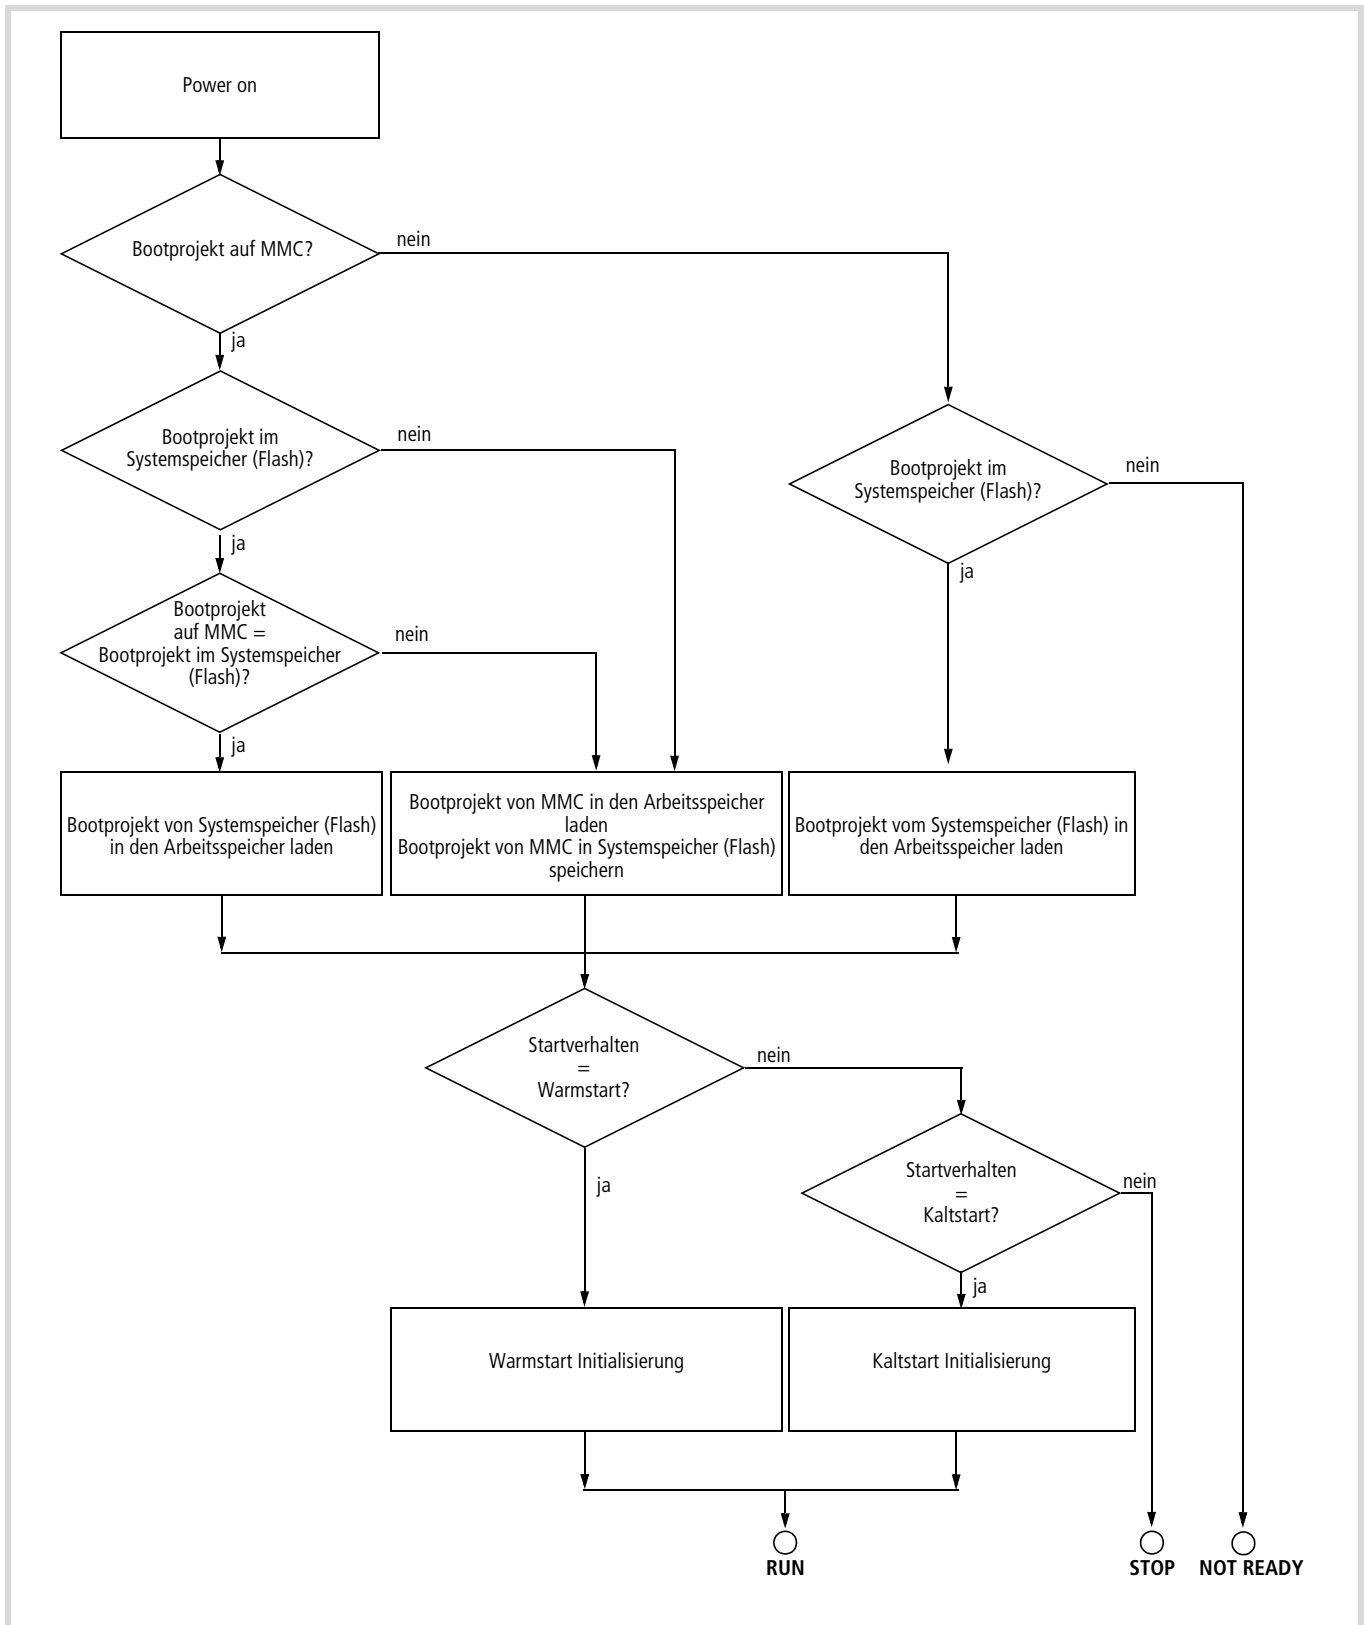 Power on
Bootprojekt auf MMC?
nein
ja
Bootprojekt im
Systemspeicher (Flash)?
nein
Bootprojekt im
Systemspeicher (Flash)?
nein
ja
ja
Bootprojekt
auf MMC =
Bootprojekt im Systemspeicher
(Flash)?
nein
ja
Bootprojekt von Systemspeicher (Flash)
in den Arbeitsspeicher laden
Bootprojekt von MMC in den Arbeitsspeicher
laden
Bootprojekt von MMC in Systemspeicher (Flash)
speichern
Bootprojekt vom Systemspeicher (Flash) in
den Arbeitsspeicher laden
Startverhalten
=
Warmstart?
nein
ja
Startverhalten
=
Kaltstart?
nein
ja
Warmstart Initialisierung
Kaltstart Initialisierung
RUN
STOP
NOT READY